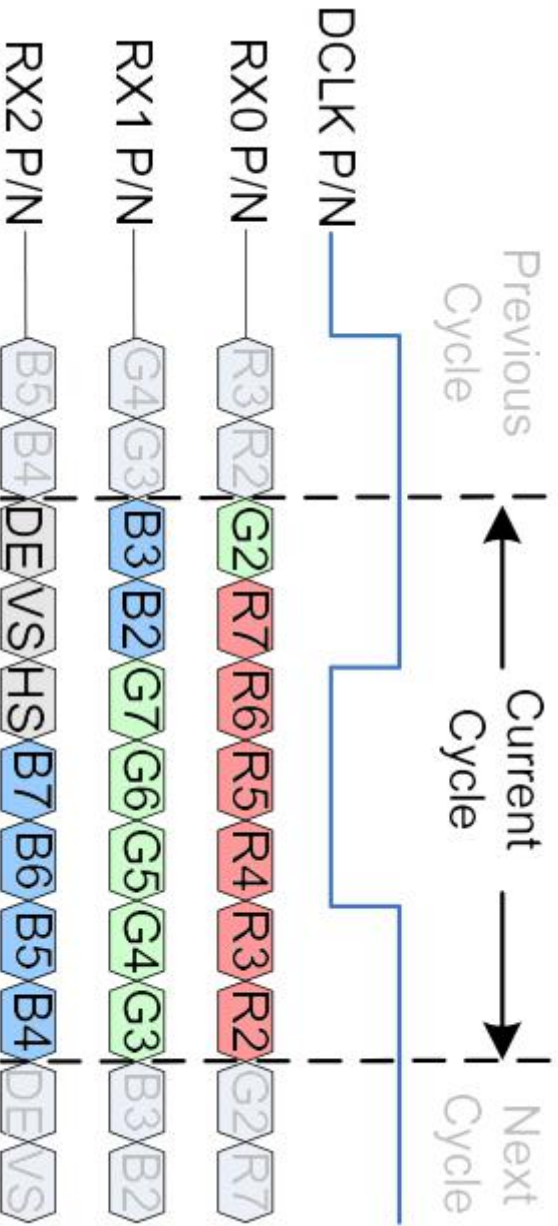 Previous Cycle
Current Cycle
Next Cycle
DCLK P/N
RX0 P/N R3 R2 G2 R7 R6 R5 R4 R3 R2 G2 R7
RX1 P/N G4 G3 B3 B2 G7 G6 G5 G4 G3 B3 B2
RX2 P/N B5 B4 DE VS HS B7 B6 B5 B4 DE VS